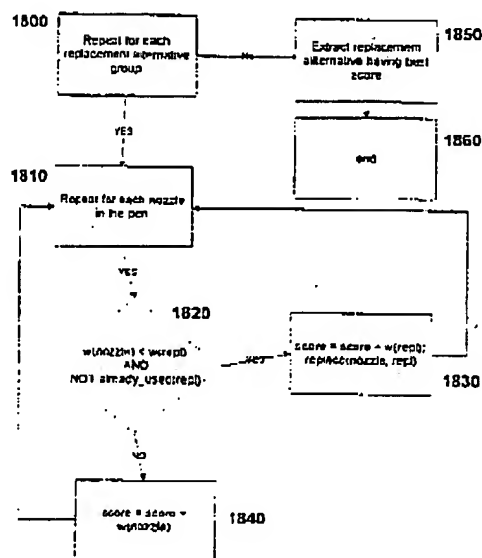 1800
Repeat for each
replacement alternative
group
No
Extract replacement
alternative having best
score
1850
YES
end
1860
1810
Repeat for each nozzle
in the pen
YES
1820
w(nozzle) < w(repl)
AND
NOT already_used(repl)
YES
score = score + w(repl);
replace(nozzle, repl)
1830
NO
score = score +
w(nozzle)
1840